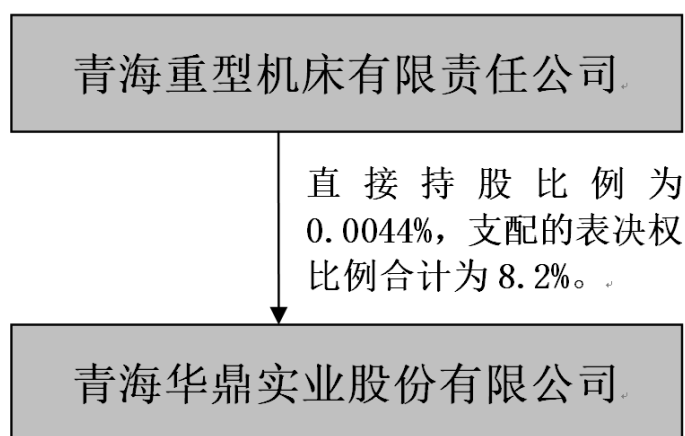 青海重型机床有限责任公司
直接持股比例为
0.0044%，支配的表决权
比例合计为 8.2%。
青海华鼎实业股份有限公司